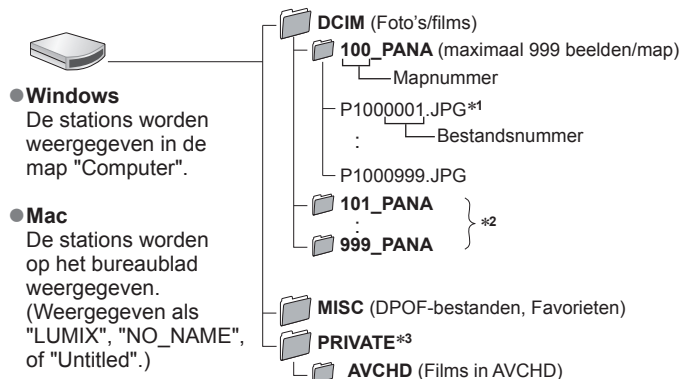 ●Windows
De stations worden
weergegeven in de
map "Computer".
●Mac
De stations worden
op het bureaublad
weergegeven.
(Weergegeven als
"LUMIX", "NO_NAME",
of "Untitled".)
DCIM (Foto's/films)
100_PANA (maximaal 999 beelden/map)
Mapnummer
P1000001.JPG*1
Bestandsnummer
:
P1000999.JPG
101_PANA
:
*2
999_PANA
MISC (DPOF-bestanden, Favorieten)
PRIVATE*3
AVCHD (Films in AVCHD)